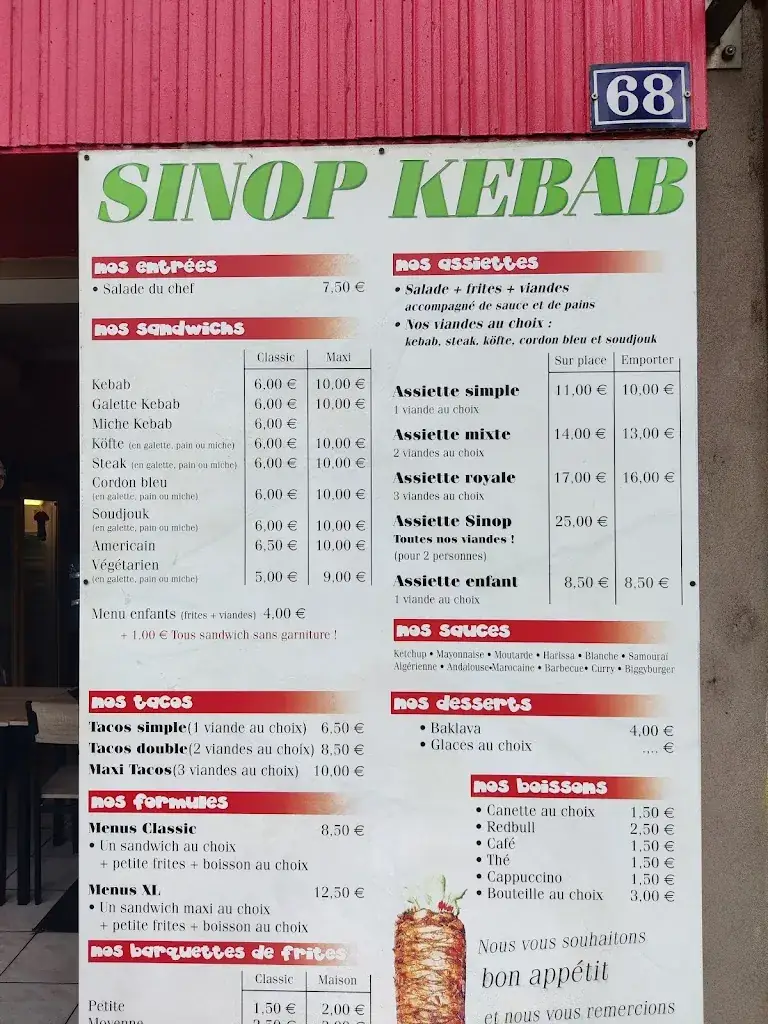 68
SINOP KEBAB
nos entrées
• Salade du chef 7,50 €
nos sandwichs
Classic Maxi
Kebab 6,00 € 10,00 €
Galette Kebab 6,00 € 10,00 €
Miche Kebab 6,00 €
Köfte (en galette, pain ou miche) 6,00 € 10,00 €
Steak (en galette, pain ou miche) 6,00 € 10,00 €
Cordon bleu
(en galette, pain ou miche) 6,00 € 10,00 €
Soudjouk
(en galette, pain ou miche) 6,00 € 10,00 €
Americain 6,50 € 10,00 €
Végétarien
(en galette, pain ou miche) 5,00 € 9,00 €
Menu enfants (frites + viandes) 4,00 €
+ 1,00 € Tous sandwich sans garniture !
nos tacos
Tacos simple(1 viande au choix) 6,50 €
Tacos double(2 viandes au choix) 8,50 €
Maxi Tacos(3 viandes au choix) 10,00 €
nos formules
Menus Classic 8,50 €
• Un sandwich au choix
+ petite frites + boisson au choix
Menus XL 12,50 €
• Un sandwich maxi au choix
+ petite frites + boisson au choix
nos barquettes de frites
Classic Maison
Petite 1,50 € 2,00 €
Moyenne
nos assiettes
• Salade + frites + viandes
accompagné de sauce et de pains
• Nos viandes au choix :
kebab, steak, köfte, cordon bleu et soudjouk
Sur place Emporter
Assiette simple 11,00 € 10,00 €
1 viande au choix
Assiette mixte 14,00 € 13,00 €
2 viandes au choix
Assiette royale 17,00 € 16,00 €
3 viandes au choix
Assiette Sinop 25,00 €
Toutes nos viandes !
(pour 2 personnes)
Assiette enfant 8,50 € 8,50 €
1 viande au choix
nos sauces
Ketchup • Mayonnaise • Moutarde • Harissa • Blanche • Samouraï
Algérienne • Andalouse•Marocaine • Barbecue• Curry • Biggyburger
nos desserts
• Baklava 4,00 €
• Glaces au choix .... €
nos boissons
• Canette au choix 1,50 €
• Redbull 2,50 €
• Café 1,50 €
• Thé 1,50 €
• Cappuccino 1,50 €
• Bouteille au choix 3,00 €
Nous vous souhaitons
bon appétit
et nous vous remercions